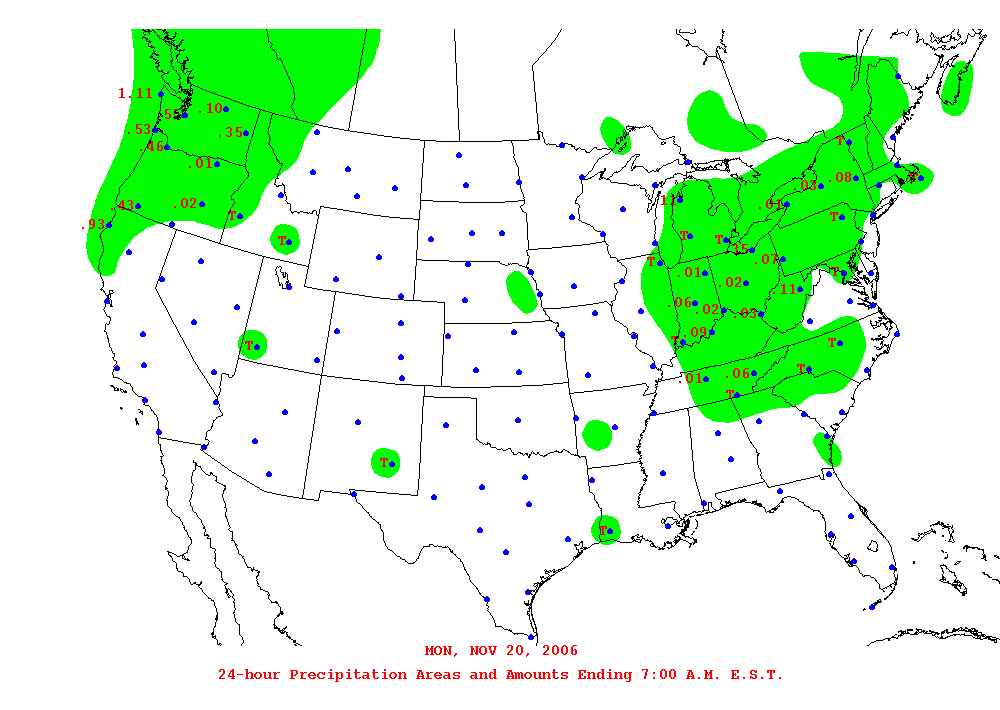 1.11
.10
.55
.53
.35
.46
.01
.43
.02
T
.93
T
T
T
T
T
.08
.03
T
.11
.01
T
T
T
.15
.07
T
.01
T
.02
.11
.06
.02
.03
.09
T
T
.01
.06
T
T
MON, NOV 20, 2006
24-hour Precipitation Areas and Amounts Ending 7:00 A.M. E.S.T.